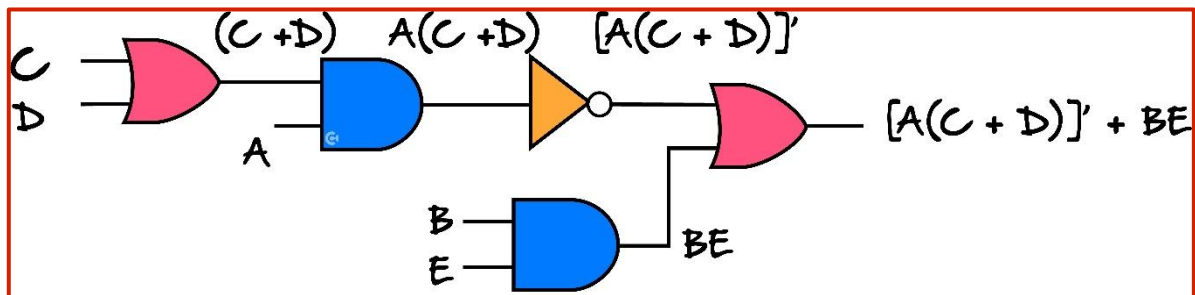 (C + D)
A(C + D)
[A(C + D)]'
C
D
A
[A(C + D)]' + BE
B
E
BE